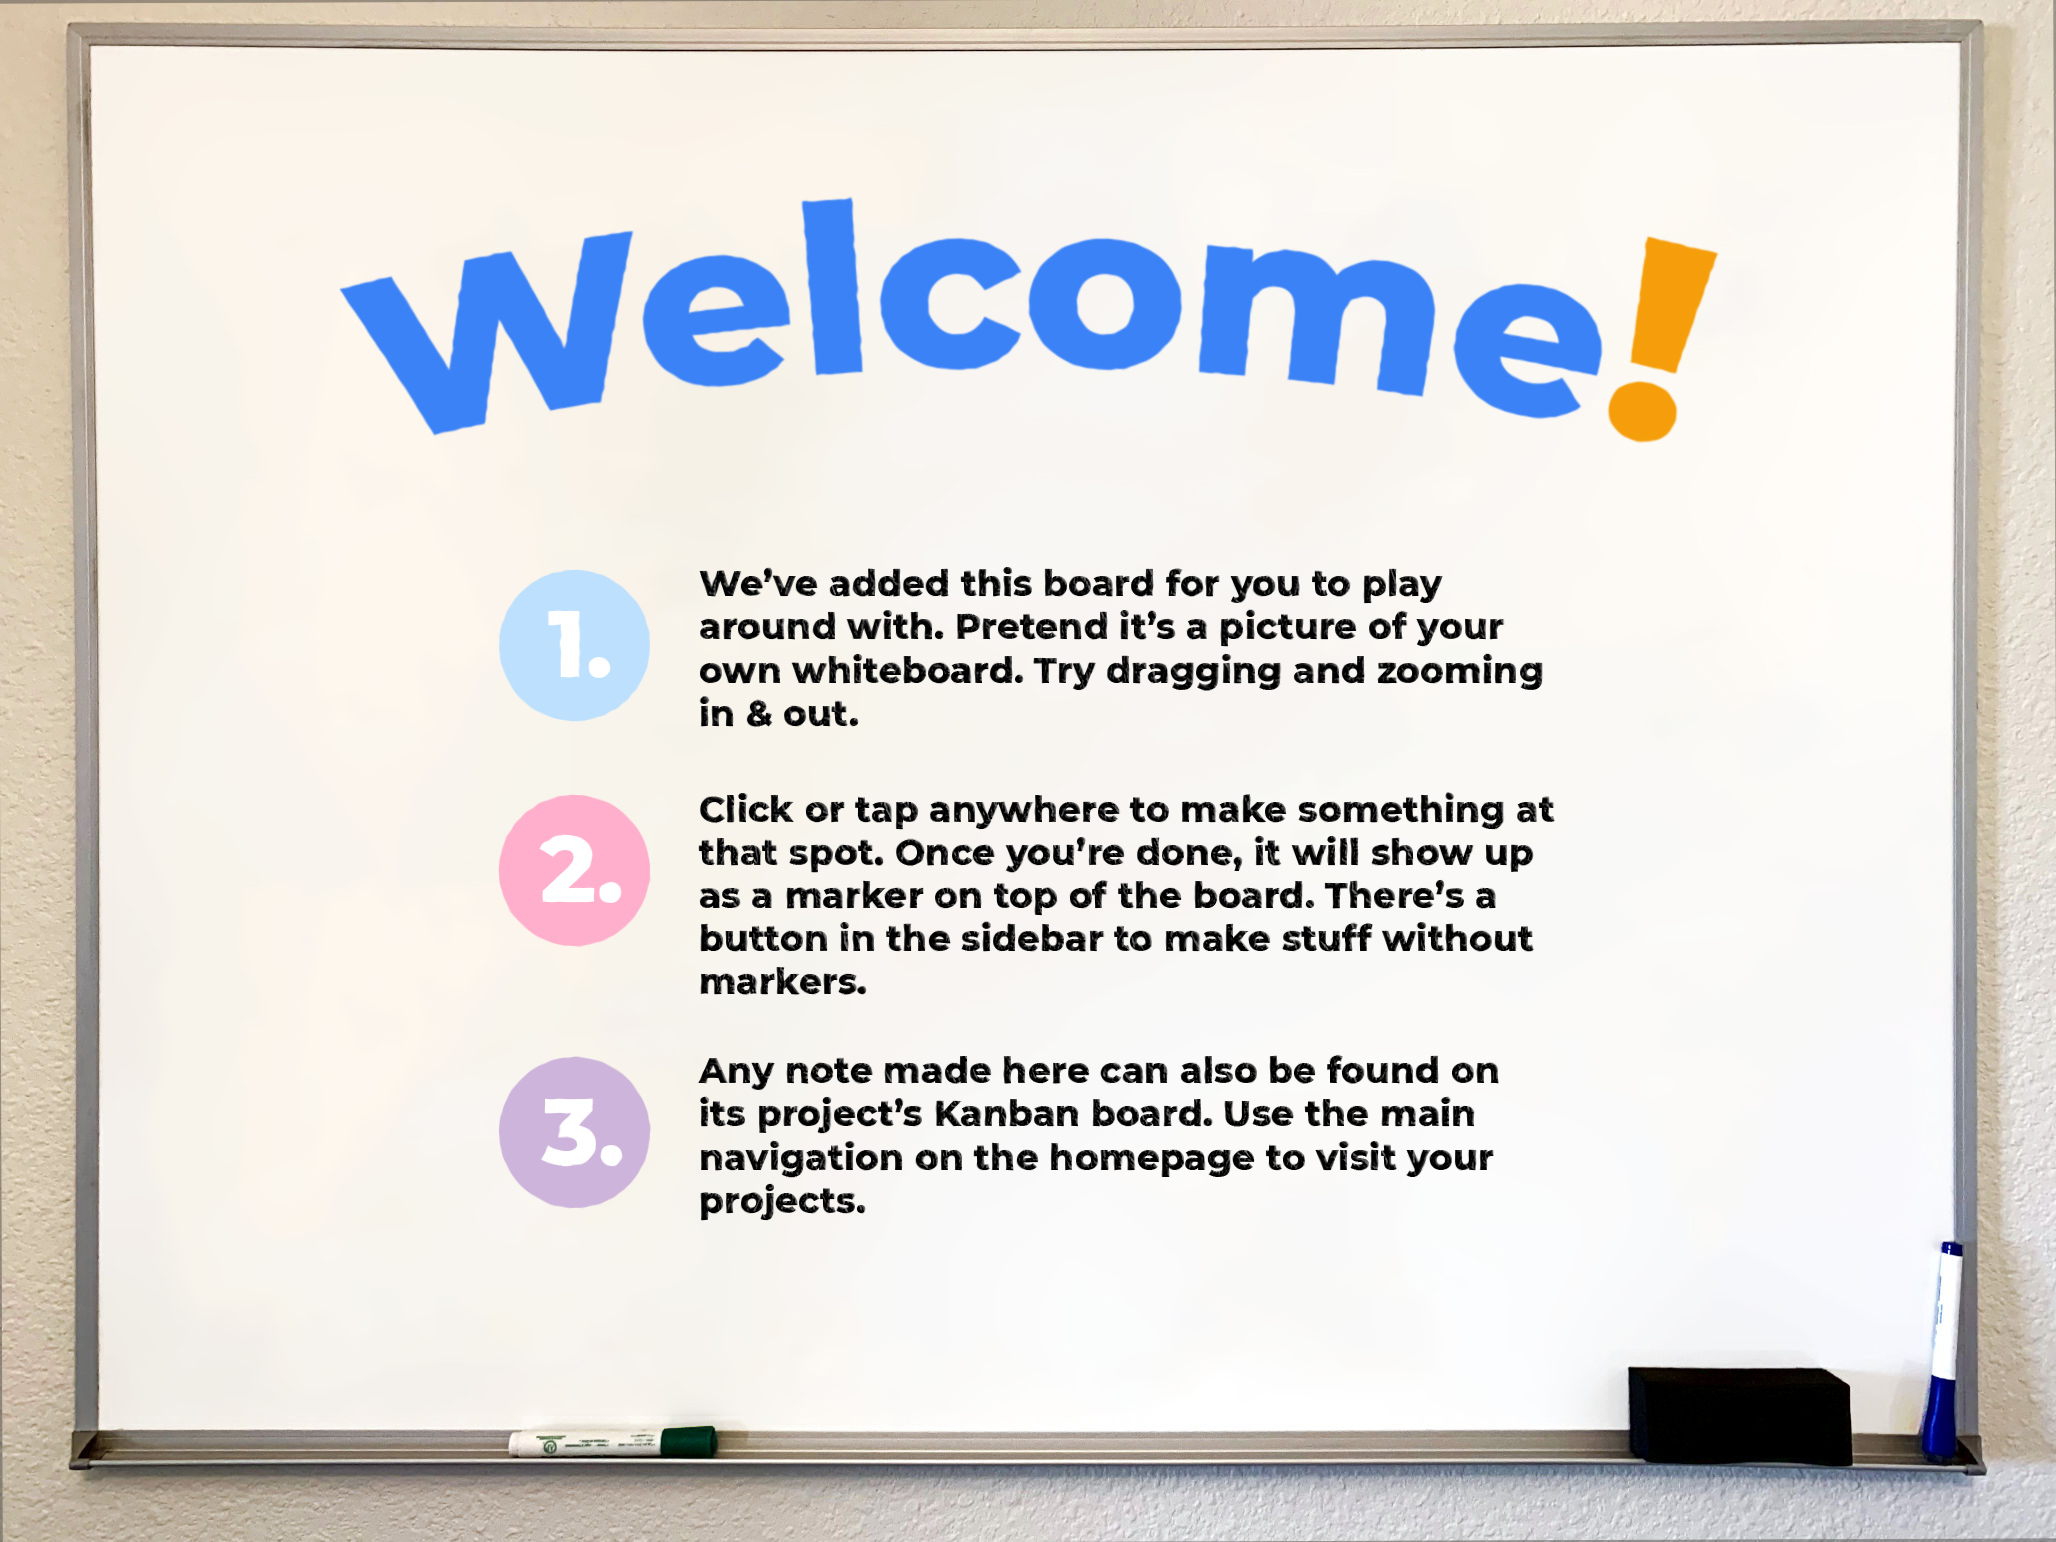 Welcome!
1.
We've added this board for you to play
around with. Pretend it's a picture of your
own whiteboard. Try dragging and zooming
in & out.
2.
Click or tap anywhere to make something at
that spot. Once you're done, it will show up
as a marker on top of the board. There's a
button in the sidebar to make stuff without
markers.
3.
Any note made here can also be found on
its project's Kanban board. Use the main
navigation on the homepage to visit your
projects.